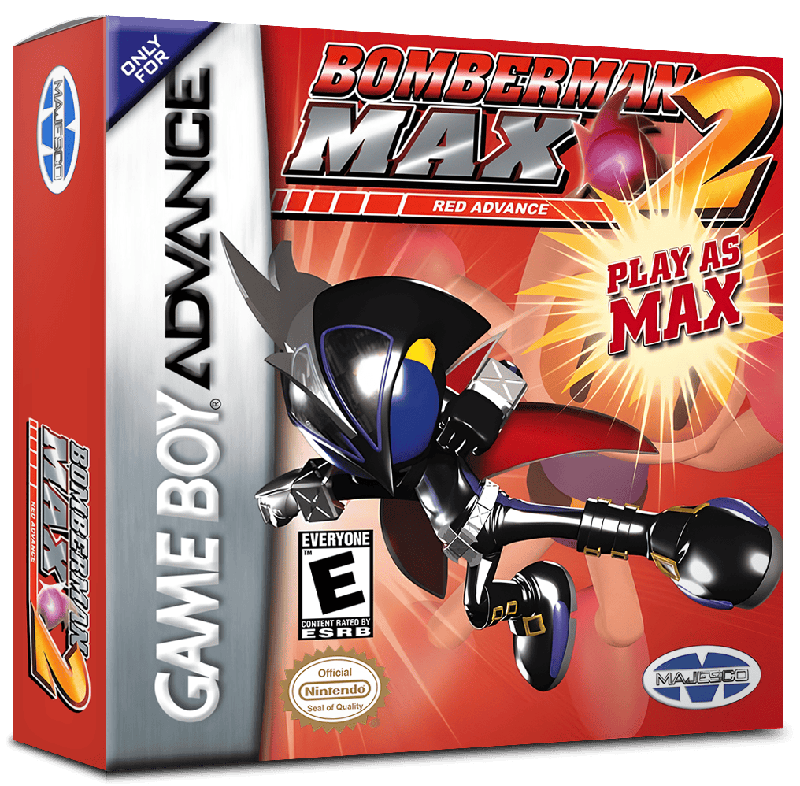 ONLY
FOR
GAME BOY ADVANCE
®
MAJESCO
BOMBERMAN
MAX 2
RED ADVANCE
BOMBERMAN
MAX 2
RED ADVANCE
PLAY AS
MAX
EVERYONE
™
E
CONTENT RATED BY
ESRB
Official
Nintendo
Seal of Quality
MAJESCO